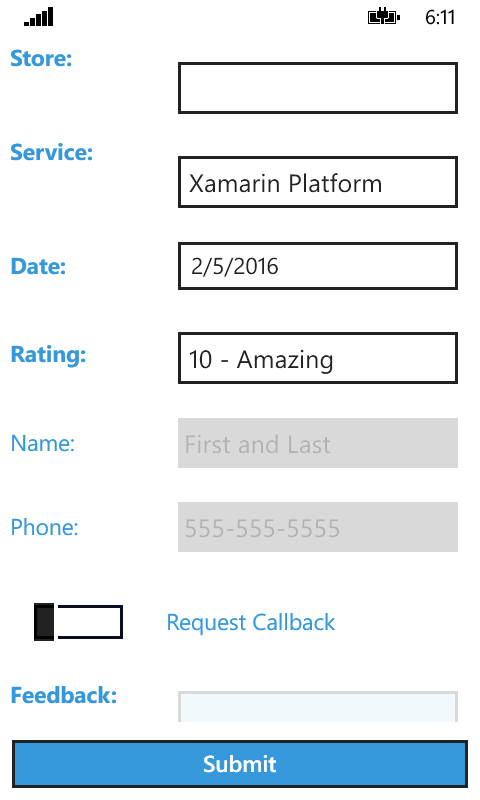 6:11
Store:
Service:
Xamarin Platform
Date:
2/5/2016
Rating:
10 - Amazing
Name:
First and Last
Phone:
555-555-5555
Request Callback
Feedback:
Submit